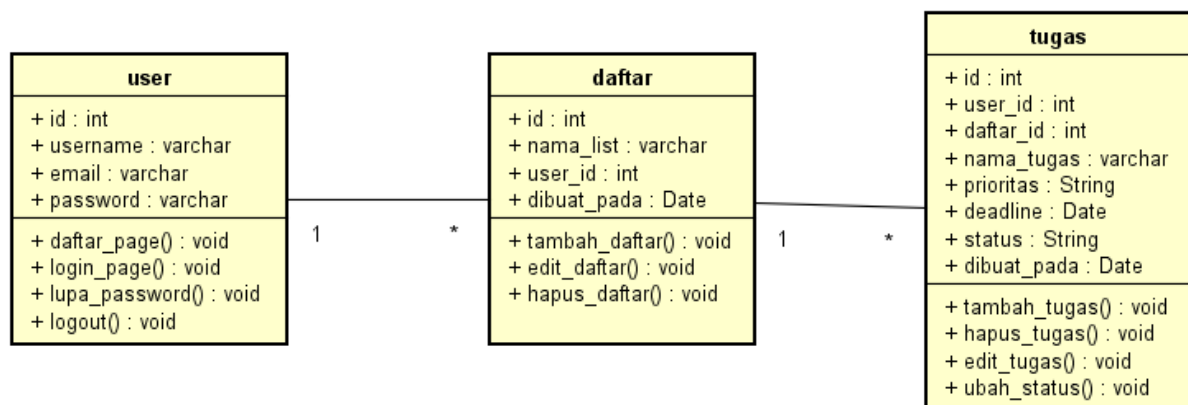 user
+ id : int
+ username : varchar
+ email : varchar
+ password : varchar
+ daftar_page() : void
+ login_page() : void
+ lupa_password() : void
+ logout() : void
1
*
daftar
+ id : int
+ nama_list : varchar
+ user_id : int
+ dibuat_pada : Date
+ tambah_daftar() : void
+ edit_daftar() : void
+ hapus_daftar() : void
1
*
tugas
+ id : int
+ user_id : int
+ daftar_id : int
+ nama_tugas : varchar
+ prioritas : String
+ deadline : Date
+ status : String
+ dibuat_pada : Date
+ tambah_tugas() : void
+ hapus_tugas() : void
+ edit_tugas() : void
+ ubah_status() : void